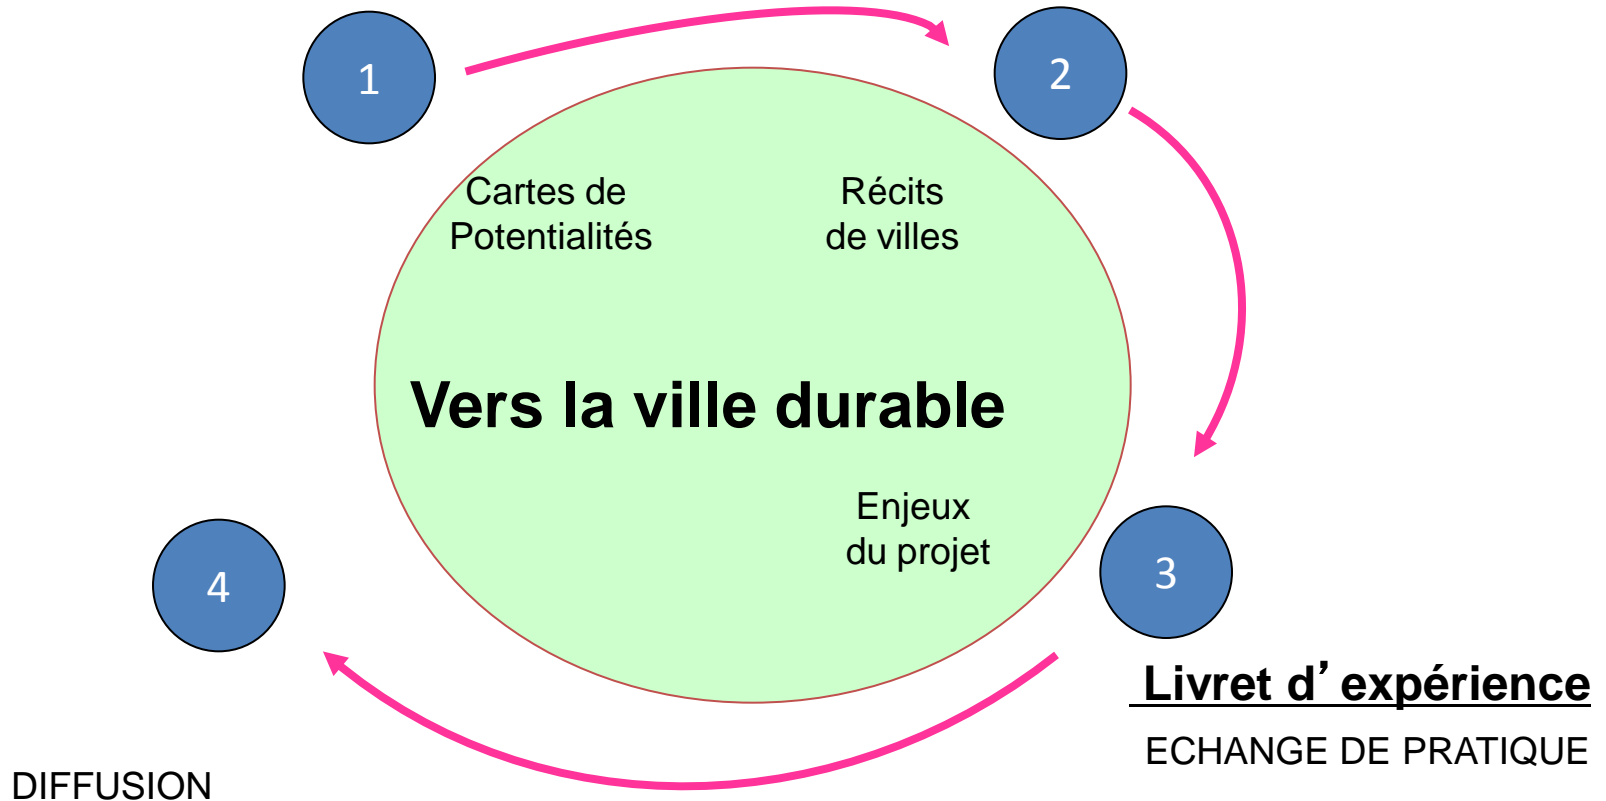 1
2
Cartes de
Potentialités
Récits
de villes
Vers la ville durable
Enjeux
du projet
4
3
Livret d’ expérience
ECHANGE DE PRATIQUE
DIFFUSION